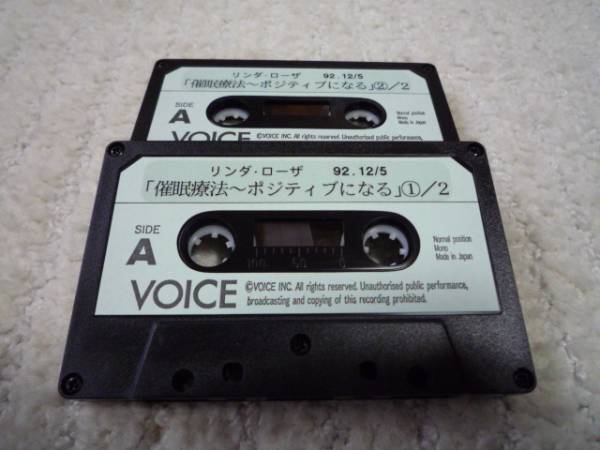 リンダ・ローザ 92.12/5
「催眠療法～ポジティブになる」②/2
SIDE
A
Normal position
Mono
Made in Japan
VOICE ©VOICE INC. All rights reserved. Unauthorised public performance,
リンダ・ローザ 92.12/5
「催眠療法～ポジティブになる」①/2
SIDE
A
100 50 0
Normal position
Mono
Made in Japan
VOICE ©VOICE INC. All rights reserved. Unauthorised public performance,
broadcasting and copying of this recording prohibited.